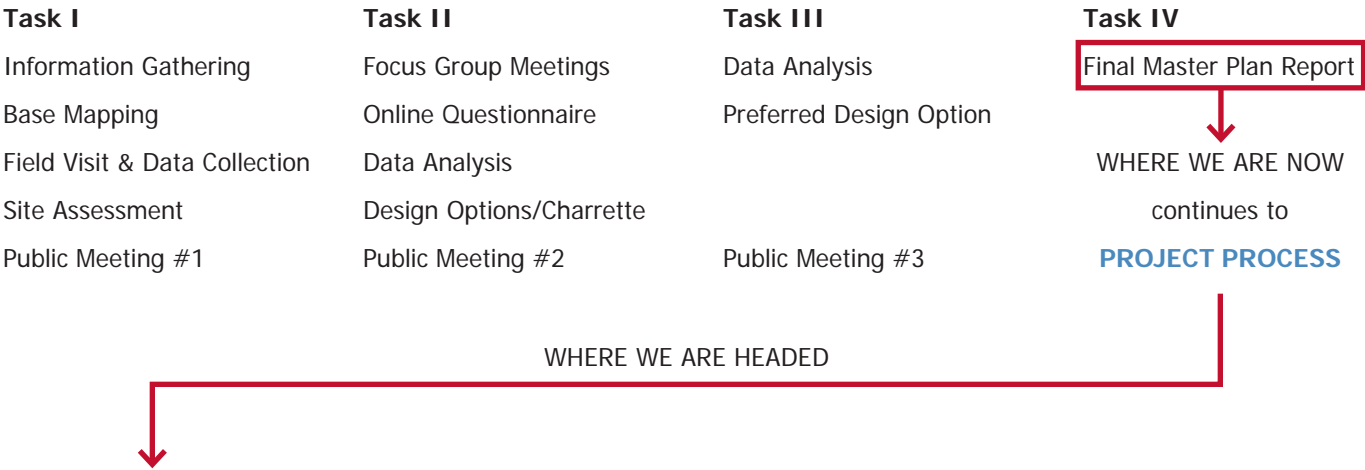 Task I
Information Gathering
Base Mapping
Field Visit & Data Collection
Site Assessment
Public Meeting #1
Task II
Focus Group Meetings
Online Questionnaire
Data Analysis
Design Options/Charrette
Public Meeting #2
Task III
Data Analysis
Preferred Design Option
Public Meeting #3
Task IV
Final Master Plan Report
WHERE WE ARE NOW
continues to
PROJECT PROCESS
WHERE WE ARE HEADED